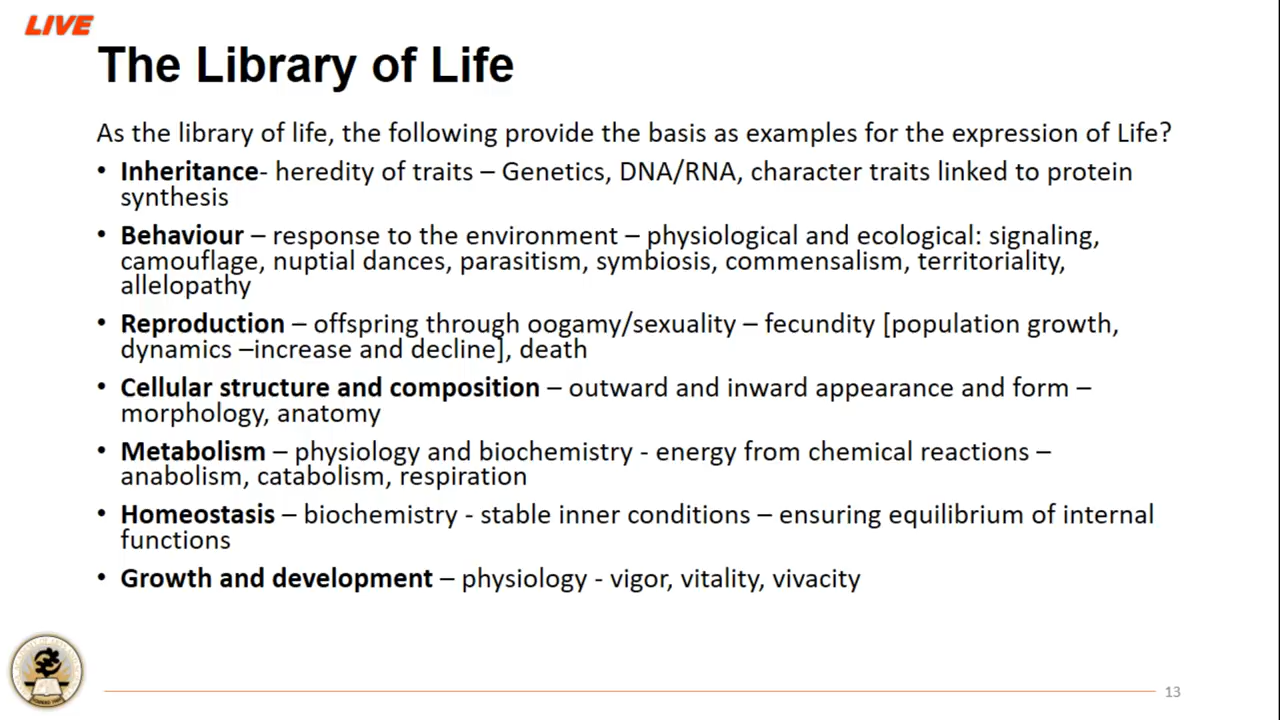 LIVE
The Library of Life
As the library of life, the following provide the basis as examples for the expression of Life?
• Inheritance- heredity of traits – Genetics, DNA/RNA, character traits linked to protein
synthesis
• Behaviour – response to the environment – physiological and ecological: signaling,
camouflage, nuptial dances, parasitism, symbiosis, commensalism, territoriality,
allelopathy
• Reproduction – offspring through oogamy/sexuality – fecundity [population growth,
dynamics –increase and decline], death
• Cellular structure and composition – outward and inward appearance and form –
morphology, anatomy
• Metabolism – physiology and biochemistry - energy from chemical reactions –
anabolism, catabolism, respiration
• Homeostasis – biochemistry - stable inner conditions – ensuring equilibrium of internal
functions
• Growth and development – physiology - vigor, vitality, vivacity
13